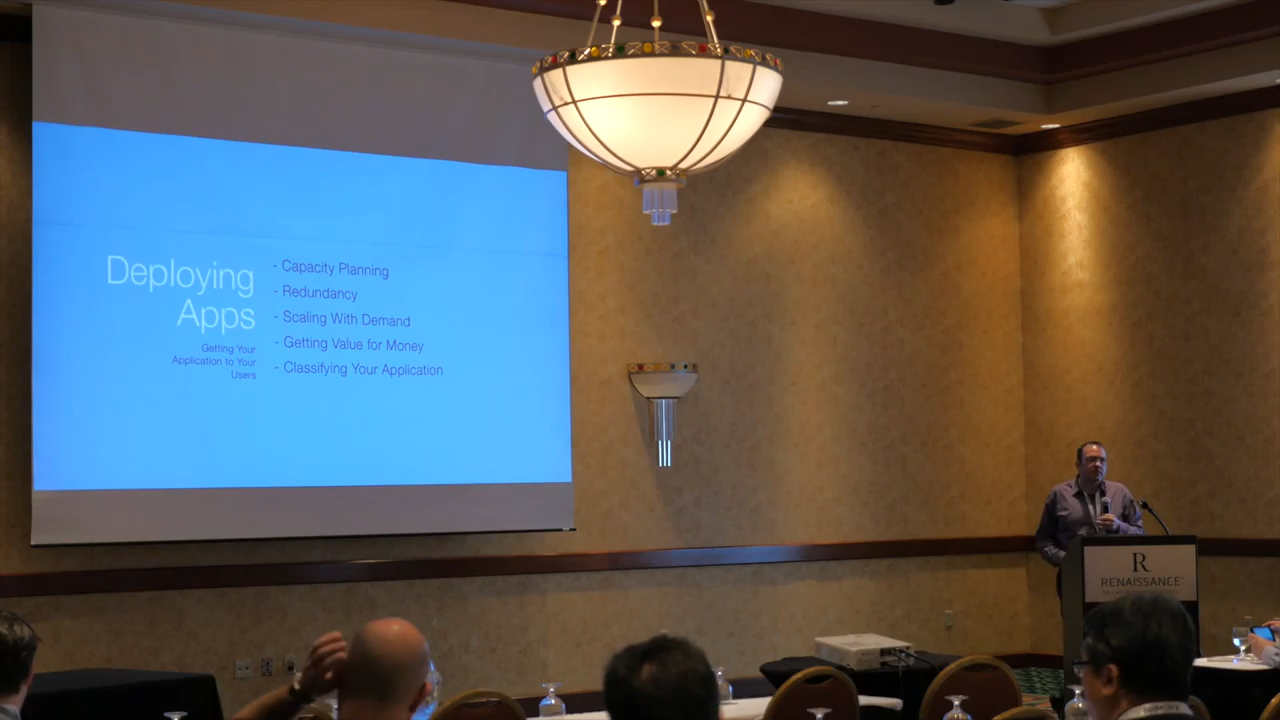 Deploying
Apps
Getting Your
Application to Your
Users
- Capacity Planning
- Redundancy
- Scaling With Demand
- Getting Value for Money
- Classifying Your Application
R
RENAISSANCE